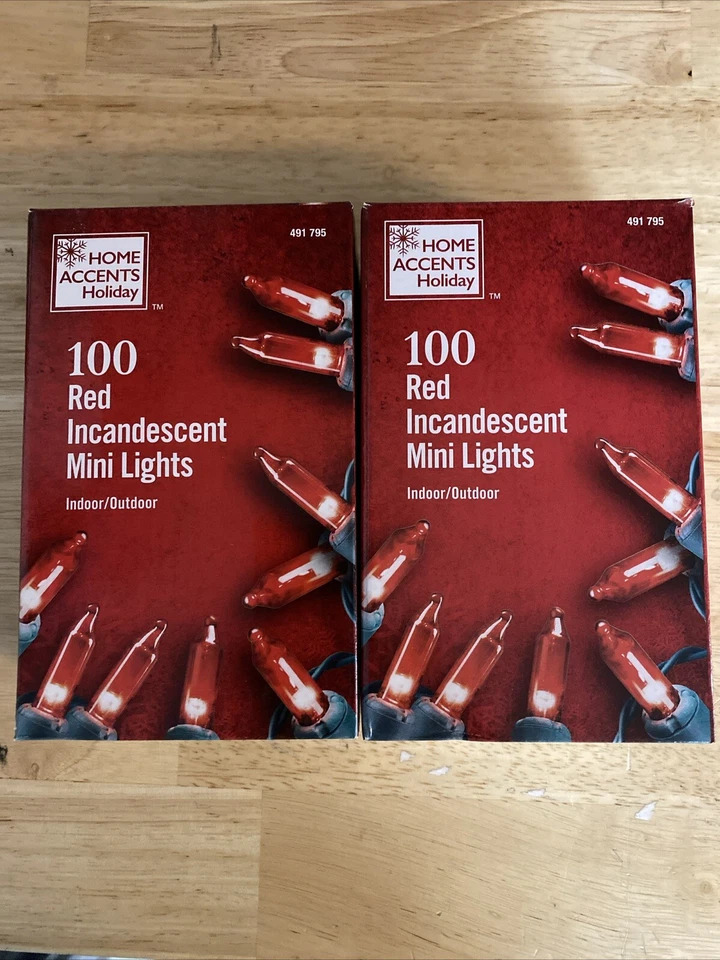 HOME
ACCENTS
Holiday
TM
491 795
100
Red
Incandescent
Mini Lights
Indoor/Outdoor
HOME
ACCENTS
Holiday
TM
491 795
100
Red
Incandescent
Mini Lights
Indoor/Outdoor